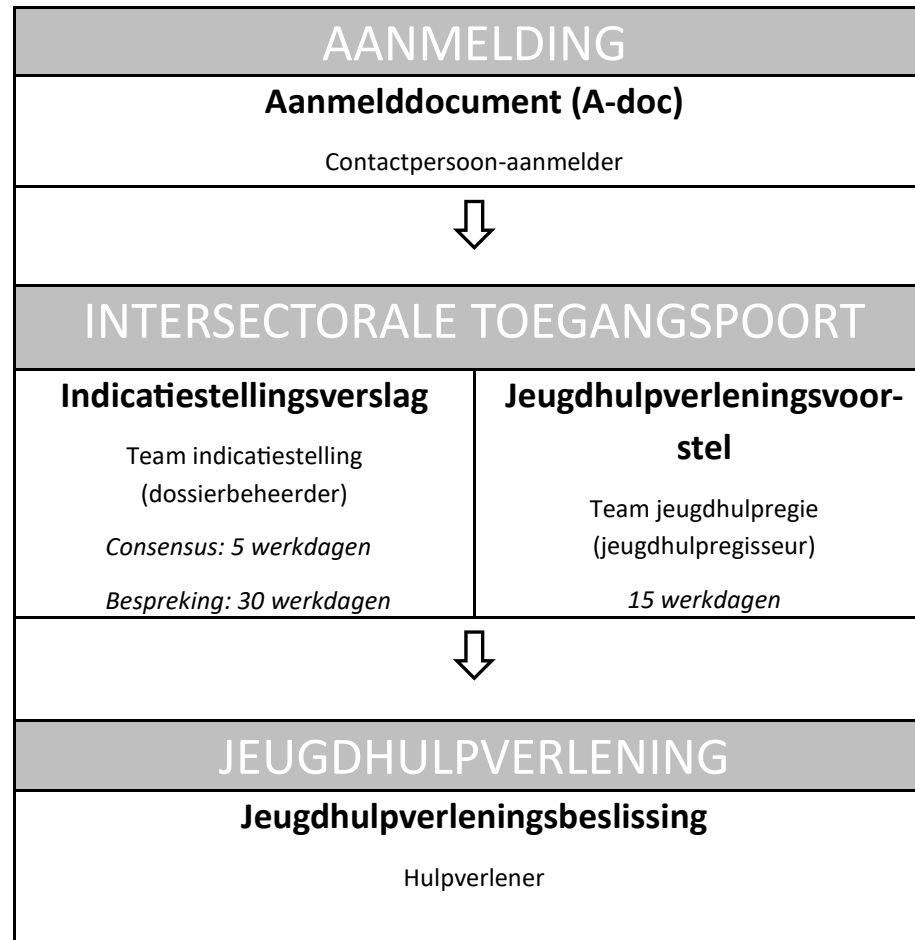 AANMELDING
Aanmelddocument (A-doc)
Contactpersoon-aanmelder
INTERSECTORALE TOEGANGSPOORT
Indicatiestellingsverslag
Team indicatiestelling
(dossierbeheerder)
Consensus: 5 werkdagen
Bespreking: 30 werkdagen
Jeugdhulpverleningsvoor-
stel
Team jeugdhulpregie
(jeugdhulpregisseur)
15 werkdagen
JEUGDHULPVERLENING
Jeugdhulpverleningsbeslissing
Hulpverlener